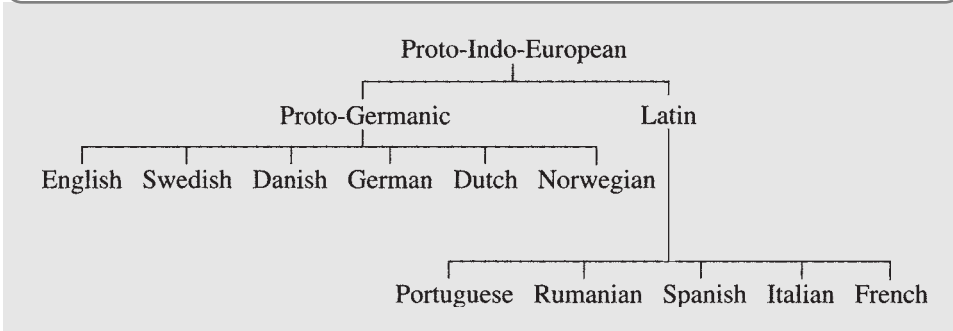 Proto-Indo-European
Proto-Germanic Latin
English Swedish Danish German Dutch Norwegian
Portuguese Rumanian Spanish Italian French